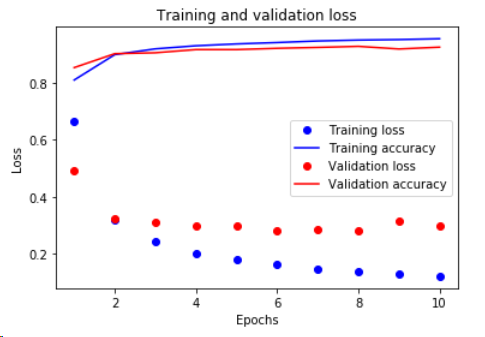 Training and validation loss
Loss
0.8
0.6
0.4
0.2
Training loss
Training accuracy
Validation loss
Validation accuracy
2
4
6
8
10
Epochs